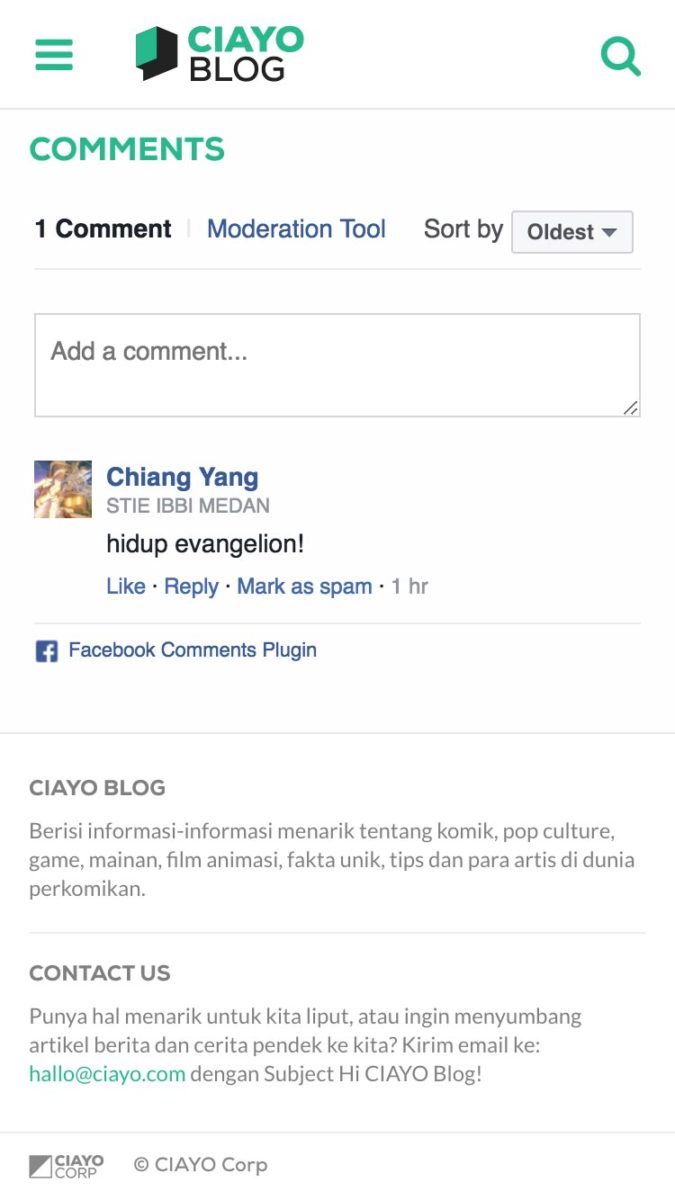 CIAYO
BLOG
COMMENTS
1 Comment Moderation Tool Sort by Oldest
Add a comment...
Chiang Yang
STIE IBBI MEDAN
hidup evangelion!
Like · Reply · Mark as spam · 1 hr
Facebook Comments Plugin
CIAYO BLOG
Berisi informasi-informasi menarik tentang komik, pop culture,
game, mainan, film animasi, fakta unik, tips dan para artis di dunia
perkomikan.
CONTACT US
Punya hal menarik untuk kita liput, atau ingin menyumbang
artikel berita dan cerita pendek ke kita? Kirim email ke:
hallo@ciayo.com dengan Subject Hi CIAYO Blog!
CIAYO
CORP
© CIAYO Corp